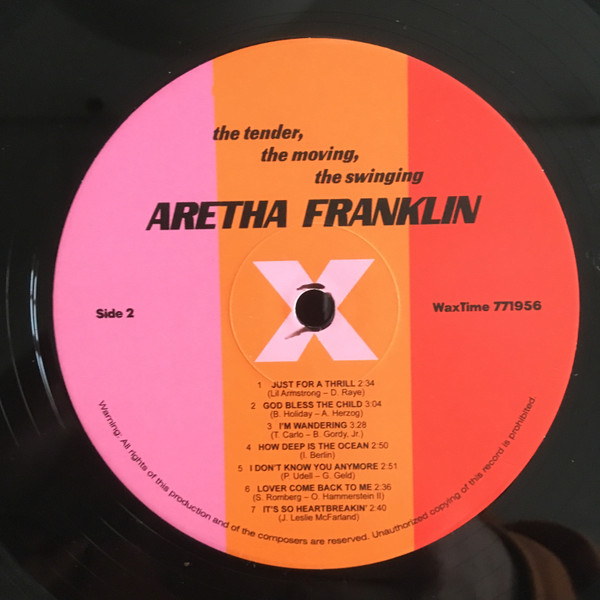 the tender,
the moving,
the swinging
ARETHA FRANKLIN
X
Side 2
WaxTime 771956
1 JUST FOR A THRILL 2:34
(Lil Armstrong – D. Raye)
2 GOD BLESS THE CHILD 3:04
(B. Holiday – A. Herzog)
3 I'M WANDERING 3.28
(T. Carlo – B. Gordy, Jr.)
4 HOW DEEP IS THE OCEAN 2:50
(I. Berlin)
5 I DON'T KNOW YOU ANYMORE 2:51
(P. Udell – G. Geld)
6 LOVER COME BACK TO ME 2:36
(S. Romberg – O. Hammerstein II)
7 IT'S SO HEARTBREAKIN' 2:40
(J. Leslie McFarland)
Warning: All rights of this production and of the composers are reserved. Unauthorized copying of this record is prohibited.